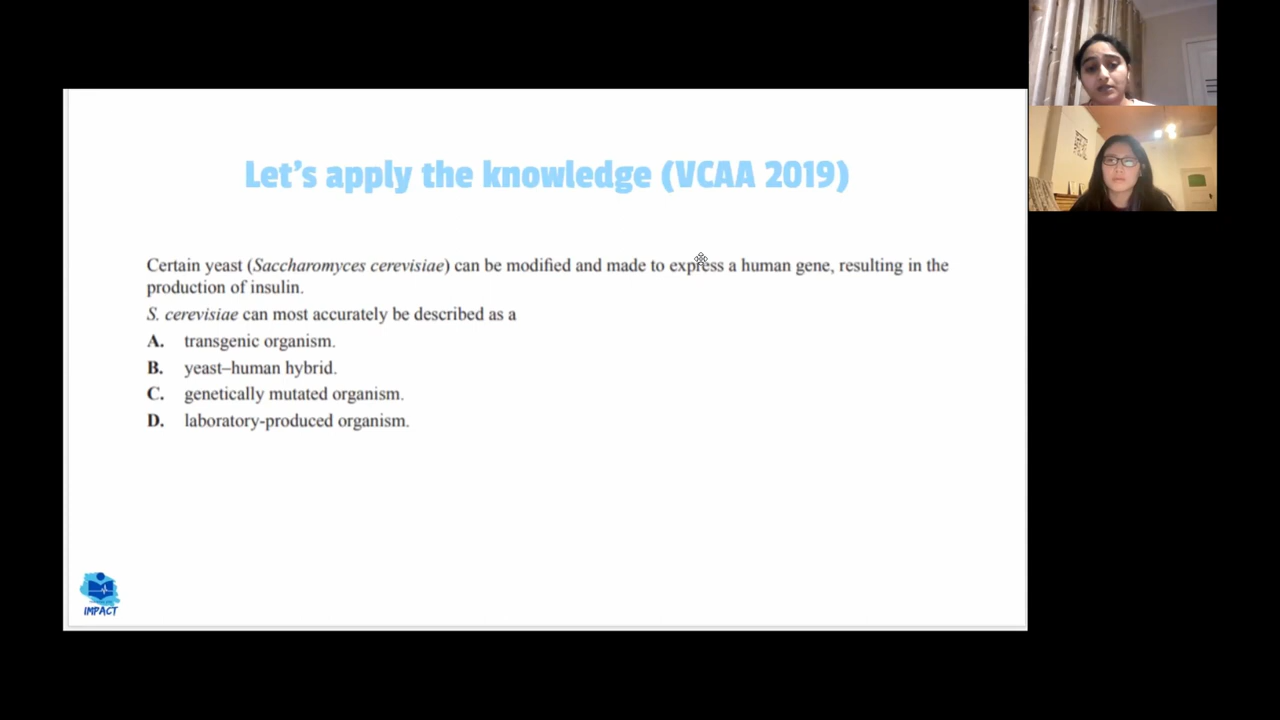 Let's apply the knowledge (VCAA 2019)
Certain yeast (Saccharomyces cerevisiae) can be modified and made to express a human gene, resulting in the
production of insulin.
S. cerevisiae can most accurately be described as a
A. transgenic organism.
B. yeast–human hybrid.
C. genetically mutated organism.
D. laboratory-produced organism.
IMPACT